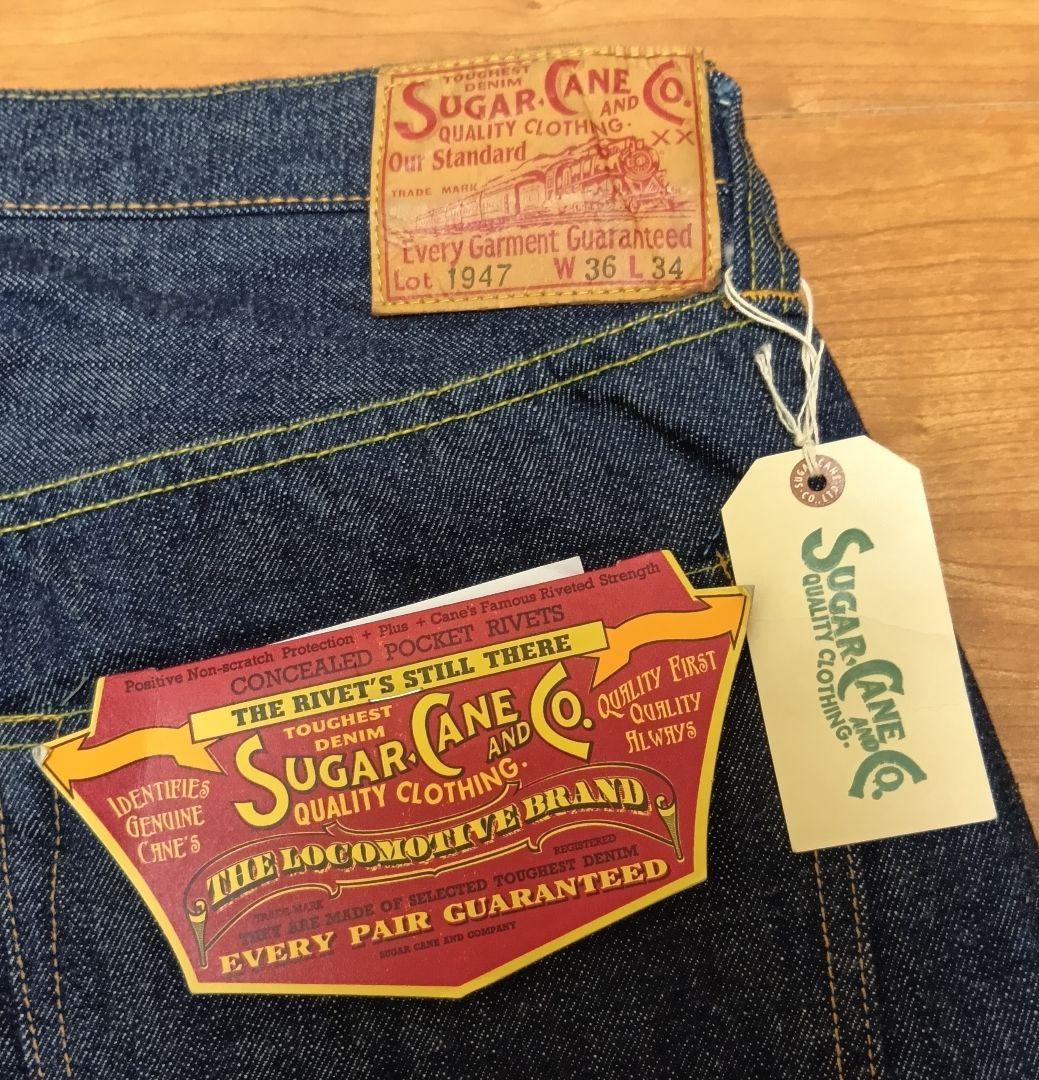 TOUGHEST
DENIM
SUGAR CANE AND CO.
QUALITY CLOTHING.
XX
Our Standard
TRADE MARK
Every Garment Guaranteed
Lot 1947 W 36 L 34
SUGAR CANE
CO., LTD.
SUGAR CANE AND CO.
QUALITY CLOTHING.
Positive Non-scratch Protection + Plus + Cane's Famous Riveted Strength
CONCEALED POCKET RIVETS
THE RIVET'S STILL THERE
TOUGHEST
DENIM
SUGAR CANE AND CO.
QUALITY CLOTHING.
QUALITY FIRST
QUALITY
ALWAYS
IDENTIFIES
GENUINE
CANE'S
THE LOCOMOTIVE BRAND
TRADE-MARK
REGISTERED
THEY ARE MADE OF SELECTED TOUGHEST DENIM
EVERY PAIR GUARANTEED
SUGAR CANE AND COMPANY